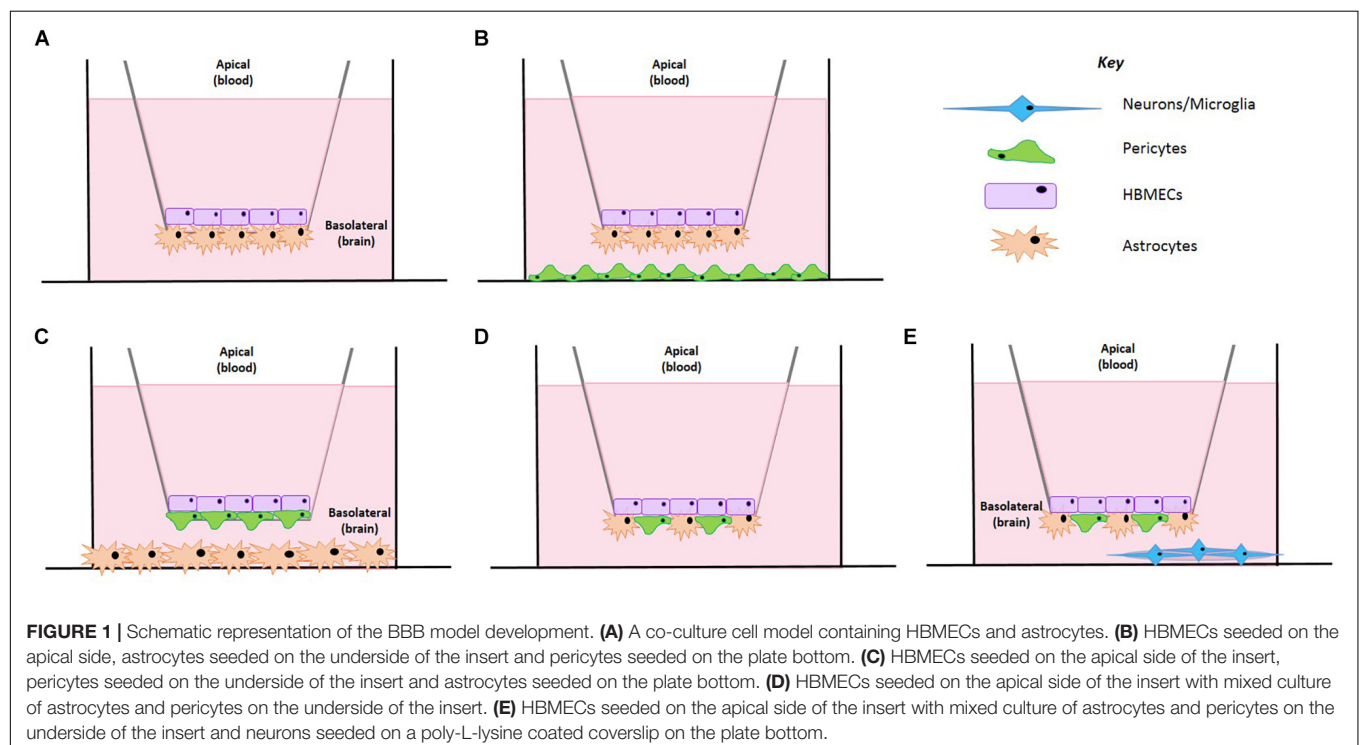 A
Apical
(blood)
Basolateral
(brain)
B
Apical
(blood)
Key
Neurons/Microglia
Pericytes
HBMECs
Astrocytes
C
Apical
(blood)
Basolateral
(brain)
D
Apical
(blood)
E
Apical
(blood)
Basolateral
(brain)
FIGURE 1 | Schematic representation of the BBB model development. (A) A co-culture cell model containing HBMECs and astrocytes. (B) HBMECs seeded on the
apical side, astrocytes seeded on the underside of the insert and pericytes seeded on the plate bottom. (C) HBMECs seeded on the apical side of the insert,
pericytes seeded on the underside of the insert and astrocytes seeded on the plate bottom. (D) HBMECs seeded on the apical side of the insert with mixed culture
of astrocytes and pericytes on the underside of the insert. (E) HBMECs seeded on the apical side of the insert with mixed culture of astrocytes and pericytes on the
underside of the insert and neurons seeded on a poly-L-lysine coated coverslip on the plate bottom.